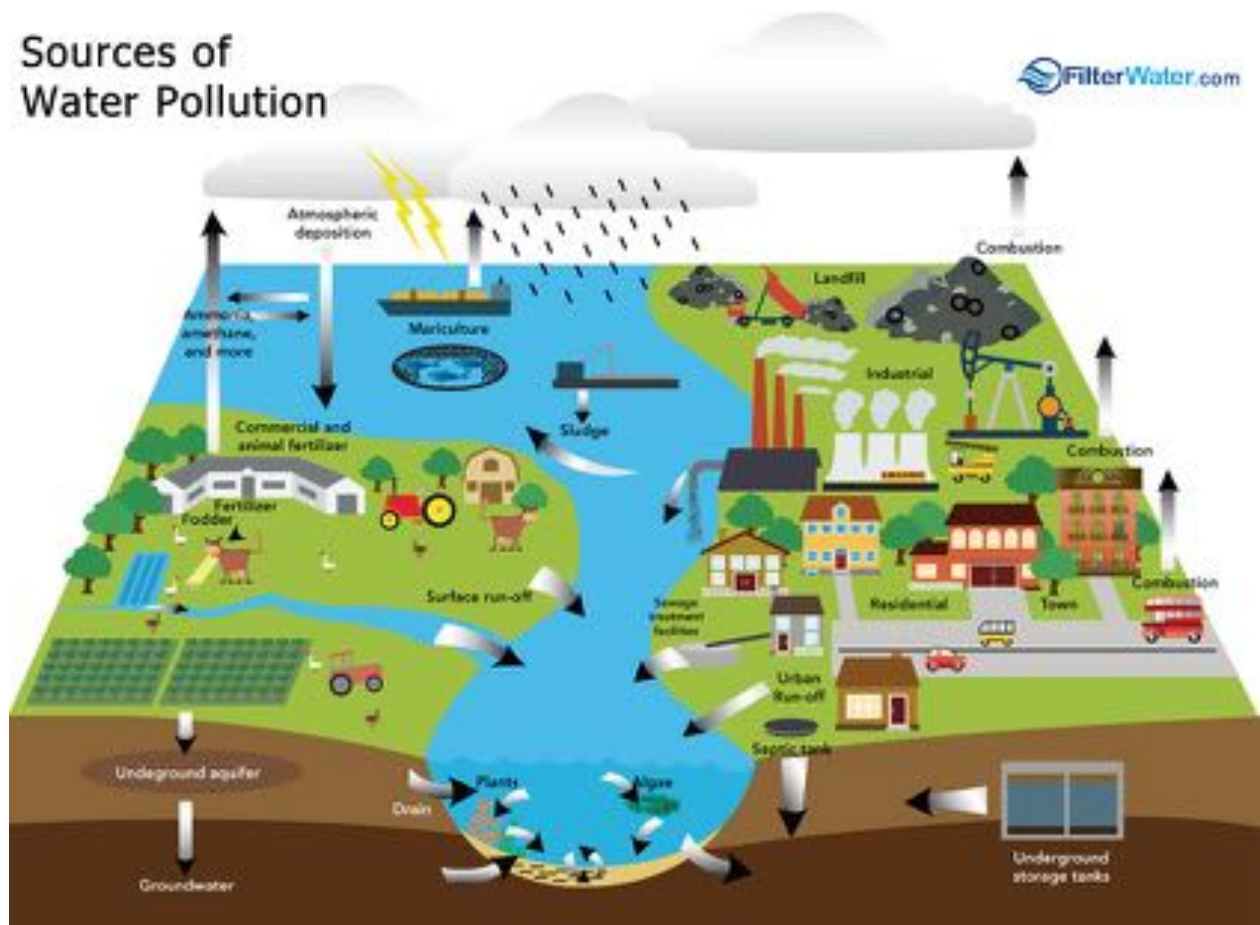 Sources of
Water Pollution
FilterWater.com
Atmospheric
deposition
Combustion
Landfill
Ammonia,
amethane,
and more
Mariculture
Industrial
Commercial and
animal fertilizer
Sludge
Combustion
Fertilizer
Fodder
Combustion
Surface run-off
Sewage
treatment
facilities
Residential
Town
Urban
Run-off
Septic tank
Undeground aquifer
Plants
Algae
Drain
Underground
storage tanks
Groundwater